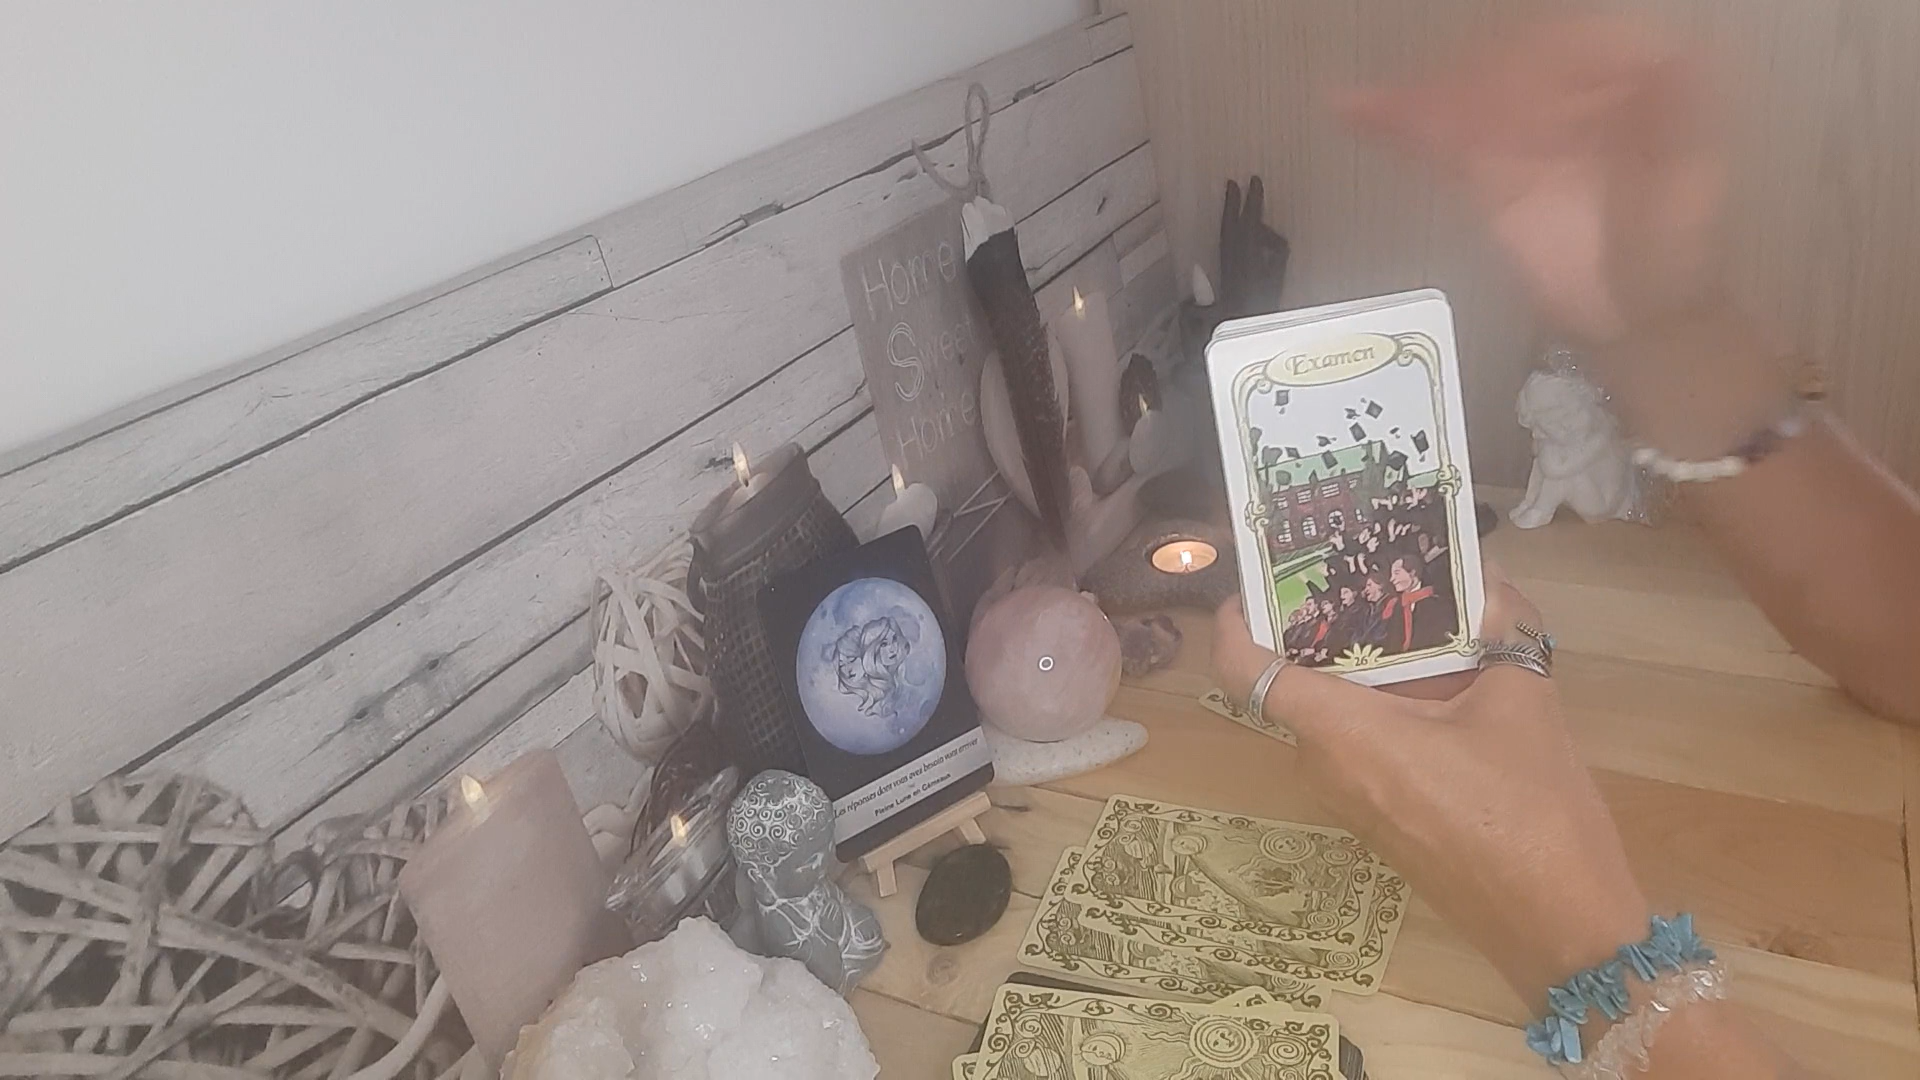 Home
Sweet
Home
Examen
26
Les réponses dont vous avez besoin vont arriver
Pleine Lune en Gémeaux